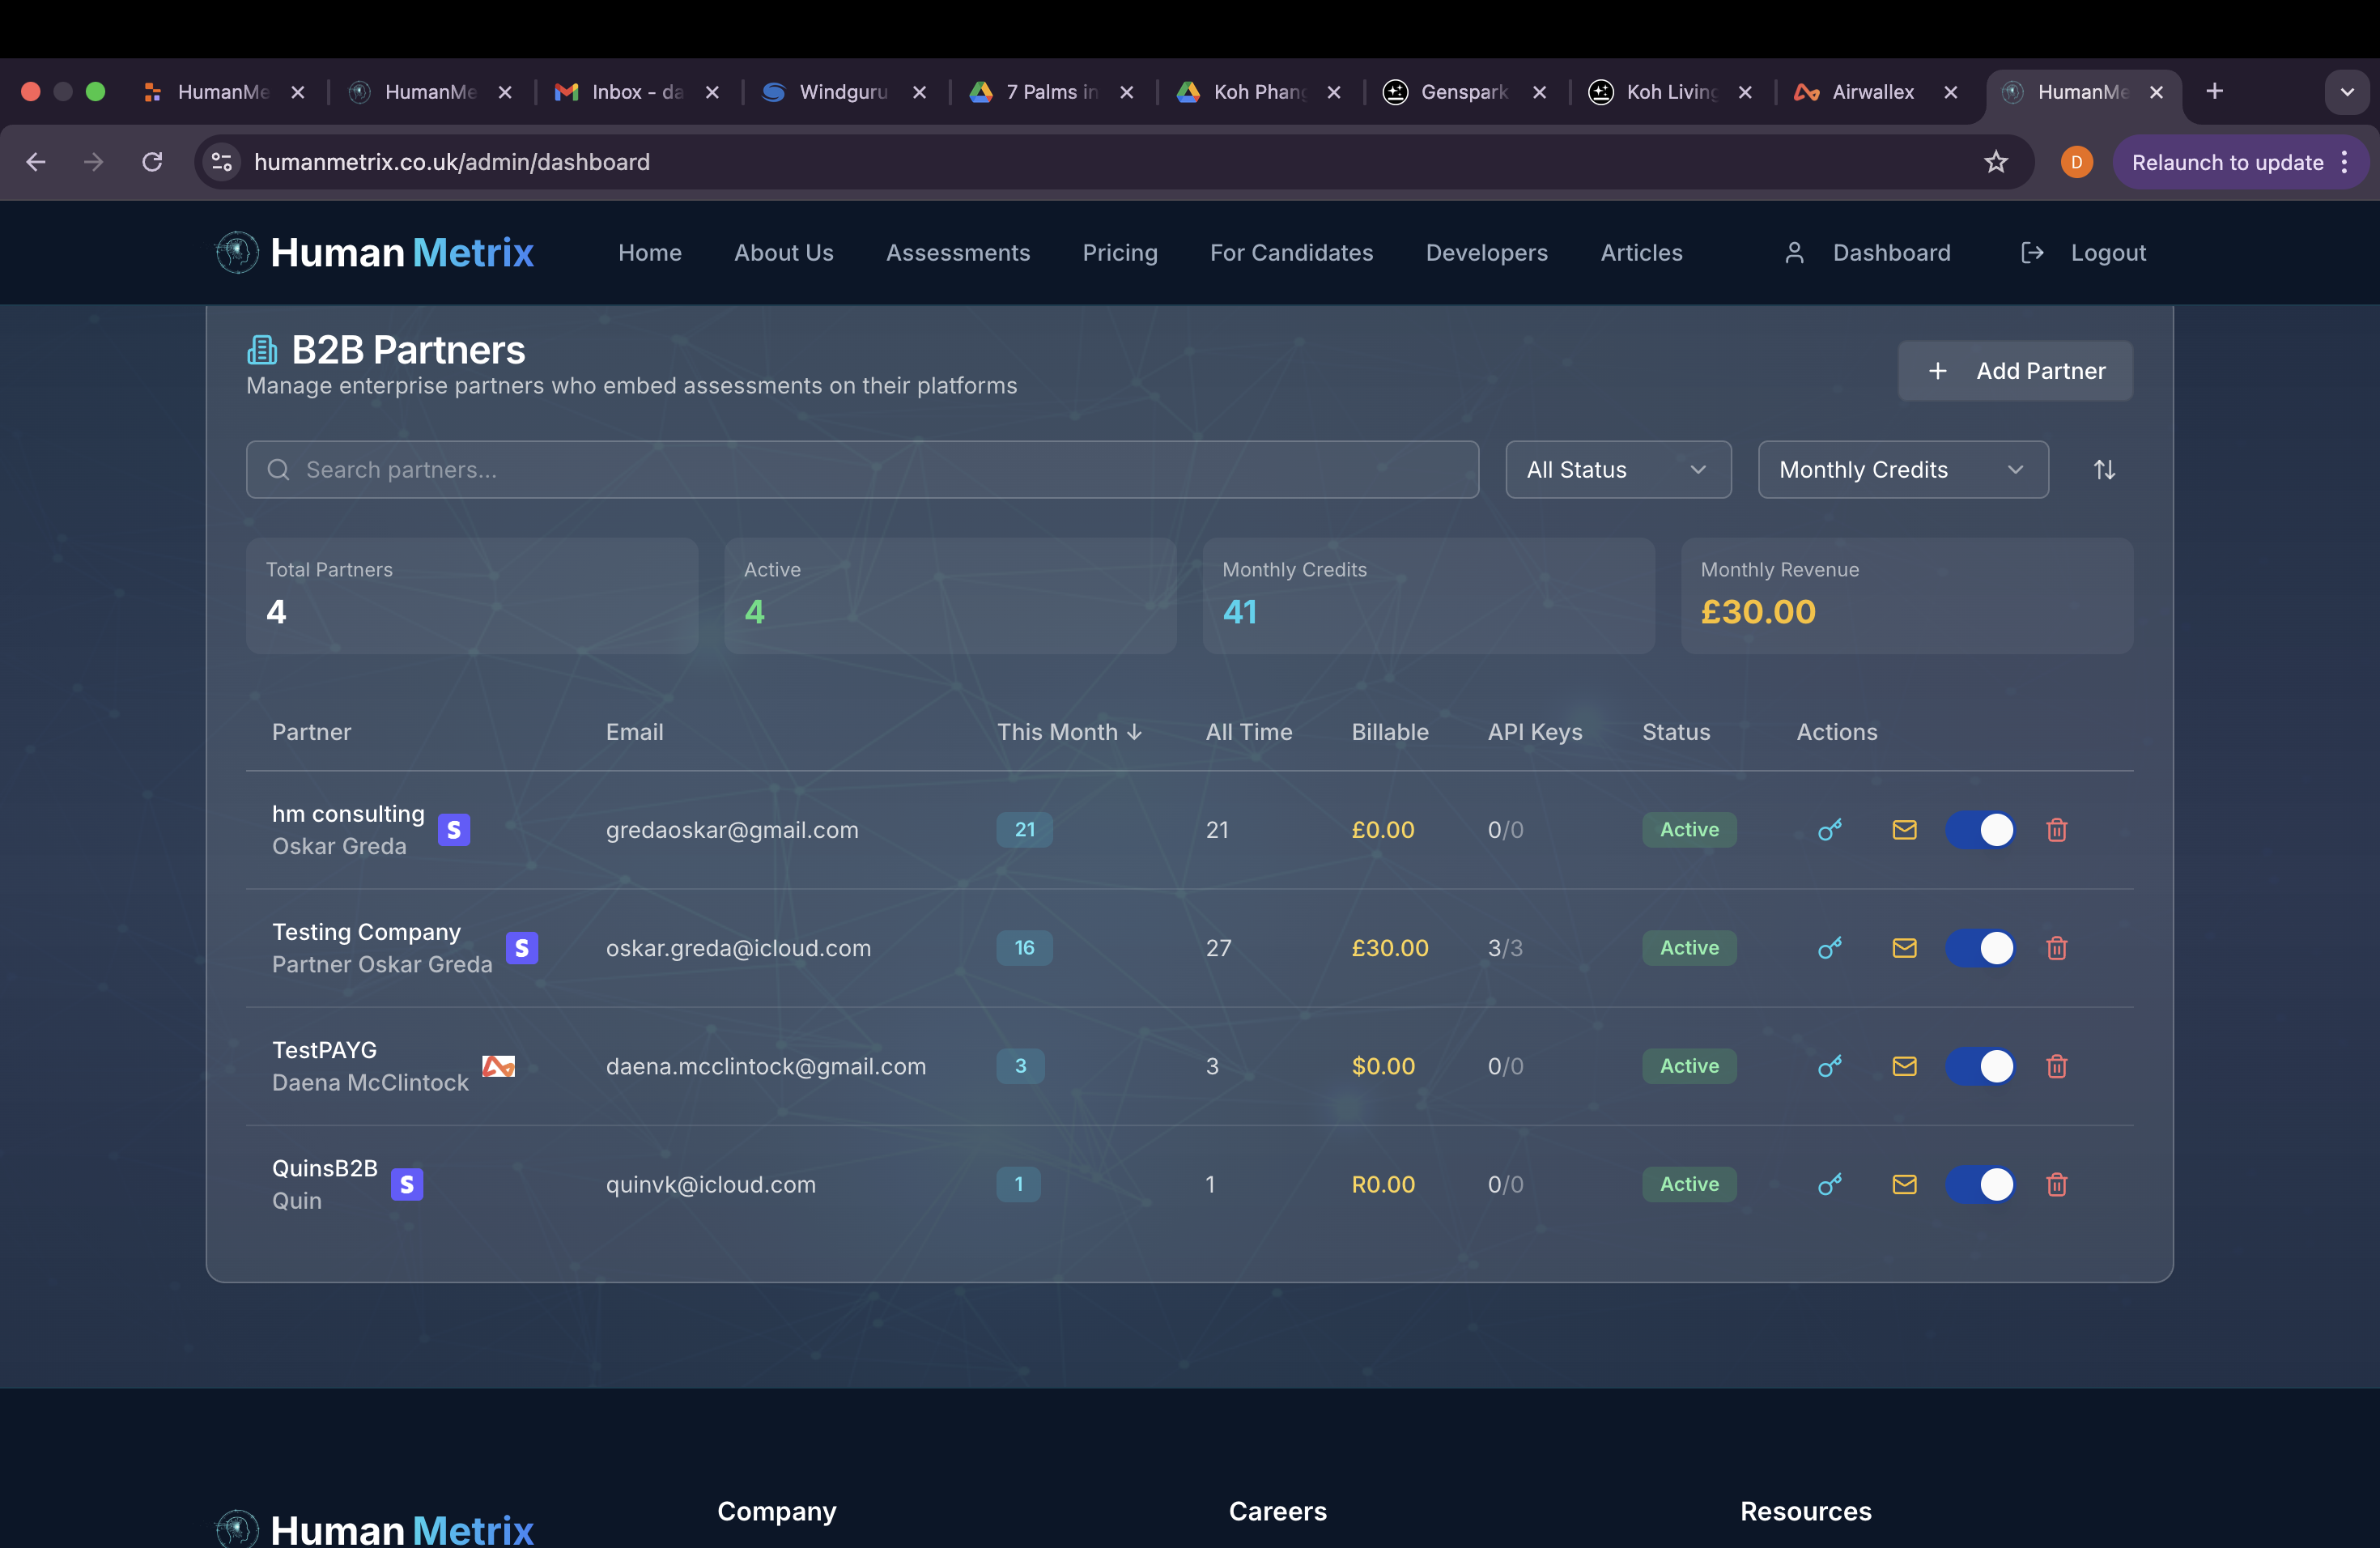 HumanMe
HumanMe
Inbox - da
Windguru
7 Palms in
Koh Phang
Genspark
Koh Living
Airwallex
HumanMe
humanmetrix.co.uk/admin/dashboard
D
Relaunch to update
Human Metrix
Home
About Us
Assessments
Pricing
For Candidates
Developers
Articles
Dashboard
Logout
B2B Partners
Manage enterprise partners who embed assessments on their platforms
Add Partner
Search partners...
All Status
Monthly Credits
Total Partners
4
Active
4
Monthly Credits
41
Monthly Revenue
£30.00
Partner Email This Month ↓ All Time Billable API Keys Status Actions
hm consulting
Oskar Greda
S
gredaoskar@gmail.com 21 21 £0.00 0/0 Active
Testing Company
Partner Oskar Greda
S
oskar.greda@icloud.com 16 27 £30.00 3/3 Active
TestPAYG
Daena McClintock
daena.mcclintock@gmail.com 3 3 $0.00 0/0 Active
QuinsB2B
Quin
S
quinvk@icloud.com 1 1 R0.00 0/0 Active
Human Metrix
Company
Careers
Resources